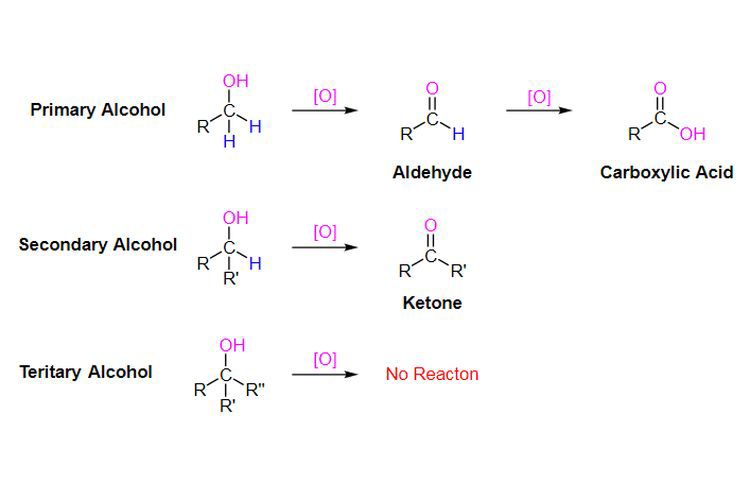 OH
Primary Alcohol
R
C
H
H
[O]
O
R
C
H
Aldehyde
[O]
O
R
C
OH
Carboxylic Acid
OH
Secondary Alcohol
R
C
H
R'
[O]
O
R
C
R'
Ketone
OH
Teritary Alcohol
R
C
R"
R'
[O]
No Reacton